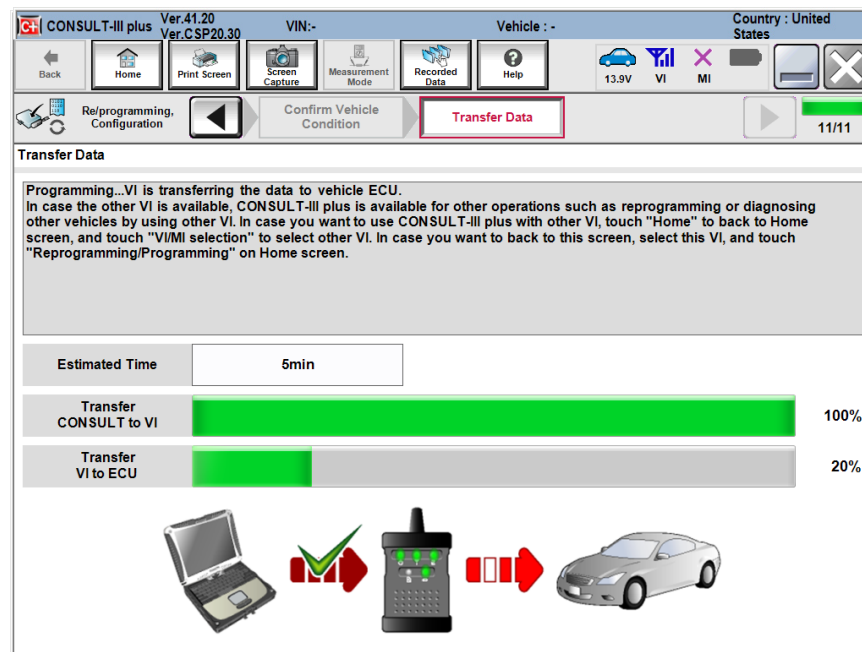 C+ CONSULT-III plus Ver.41.20 VIN:- Vehicle : - Country : United
Ver.CSP20.30 States
Back Home Print Screen Screen Capture Measurement Mode Recorded Data Help 13.9V VI MI
Re/programming, Configuration Confirm Vehicle Condition Transfer Data 11/11
Transfer Data
Programming...VI is transferring the data to vehicle ECU.
In case the other VI is available, CONSULT-III plus is available for other operations such as reprogramming or diagnosing
other vehicles by using other VI. In case you want to use CONSULT-III plus with other VI, touch "Home" to back to Home
screen, and touch "VI/MI selection" to select other VI. In case you want to back to this screen, select this VI, and touch
"Reprogramming/Programming" on Home screen.
Estimated Time 5min
Transfer
CONSULT to VI 100%
Transfer
VI to ECU 20%